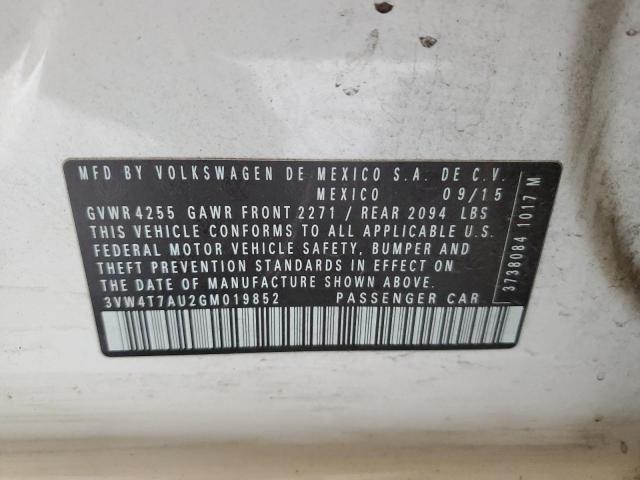 MFD BY VOLKSWAGEN DE MEXICO S.A. DE C.V.
MEXICO 09/15
GVWR 4255 GAWR FRONT 2271 / REAR 2094 LBS
THIS VEHICLE CONFORMS TO ALL APPLICABLE U.S.
FEDERAL MOTOR VEHICLE SAFETY, BUMPER AND
THEFT PREVENTION STANDARDS IN EFFECT ON
THE DATE OF MANUFACTURE SHOWN ABOVE.
3VW4T7AU2GM019852 PASSENGER CAR
3738084 1017 M